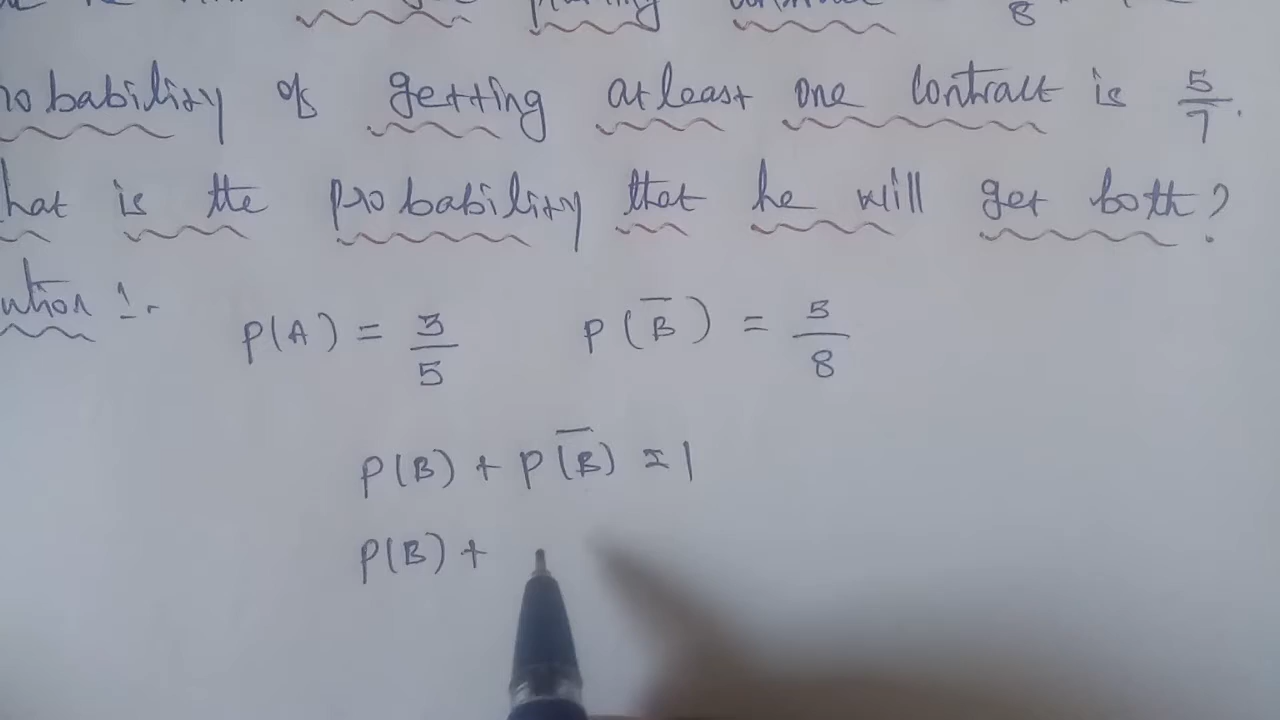 8
robability of getting atleast one contract is 5/7.
hat is the probability that he will get both?
ution :-
P(A) = 3/5 P(B̅) = 5/8
P(B) + P(B̅) = 1
P(B) +